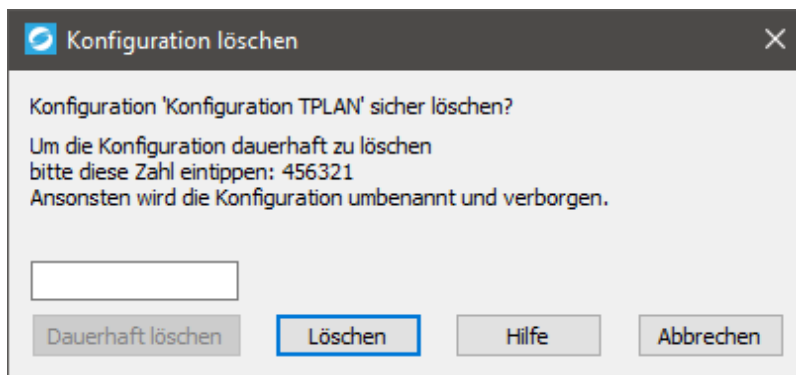 Konfiguration löschen
Konfiguration 'Konfiguration TPLAN' sicher löschen?
Um die Konfiguration dauerhaft zu löschen
bitte diese Zahl eintippen: 456321
Ansonsten wird die Konfiguration umbenannt und verborgen.
Dauerhaft löschen Löschen Hilfe Abbrechen